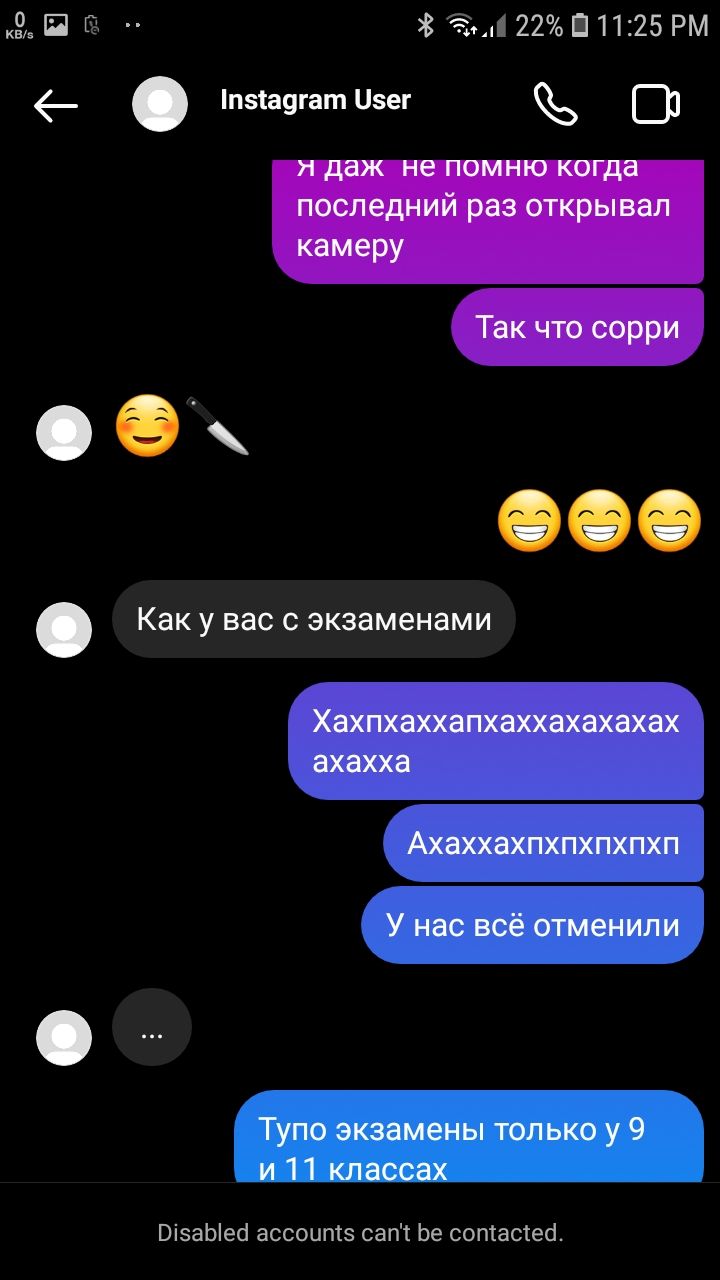 0
KB/s
22%
11:25 PM
Instagram User
Я даж не помню когда
последний раз открывал
камеру
Так что сорри
Как у вас с экзаменами
Хахпхаххапхаххахахахах
ахахха
Ахаххахпхпхпхпхп
У нас всё отменили
...
Тупо экзамены только у 9
и 11 классах
Disabled accounts can't be contacted.